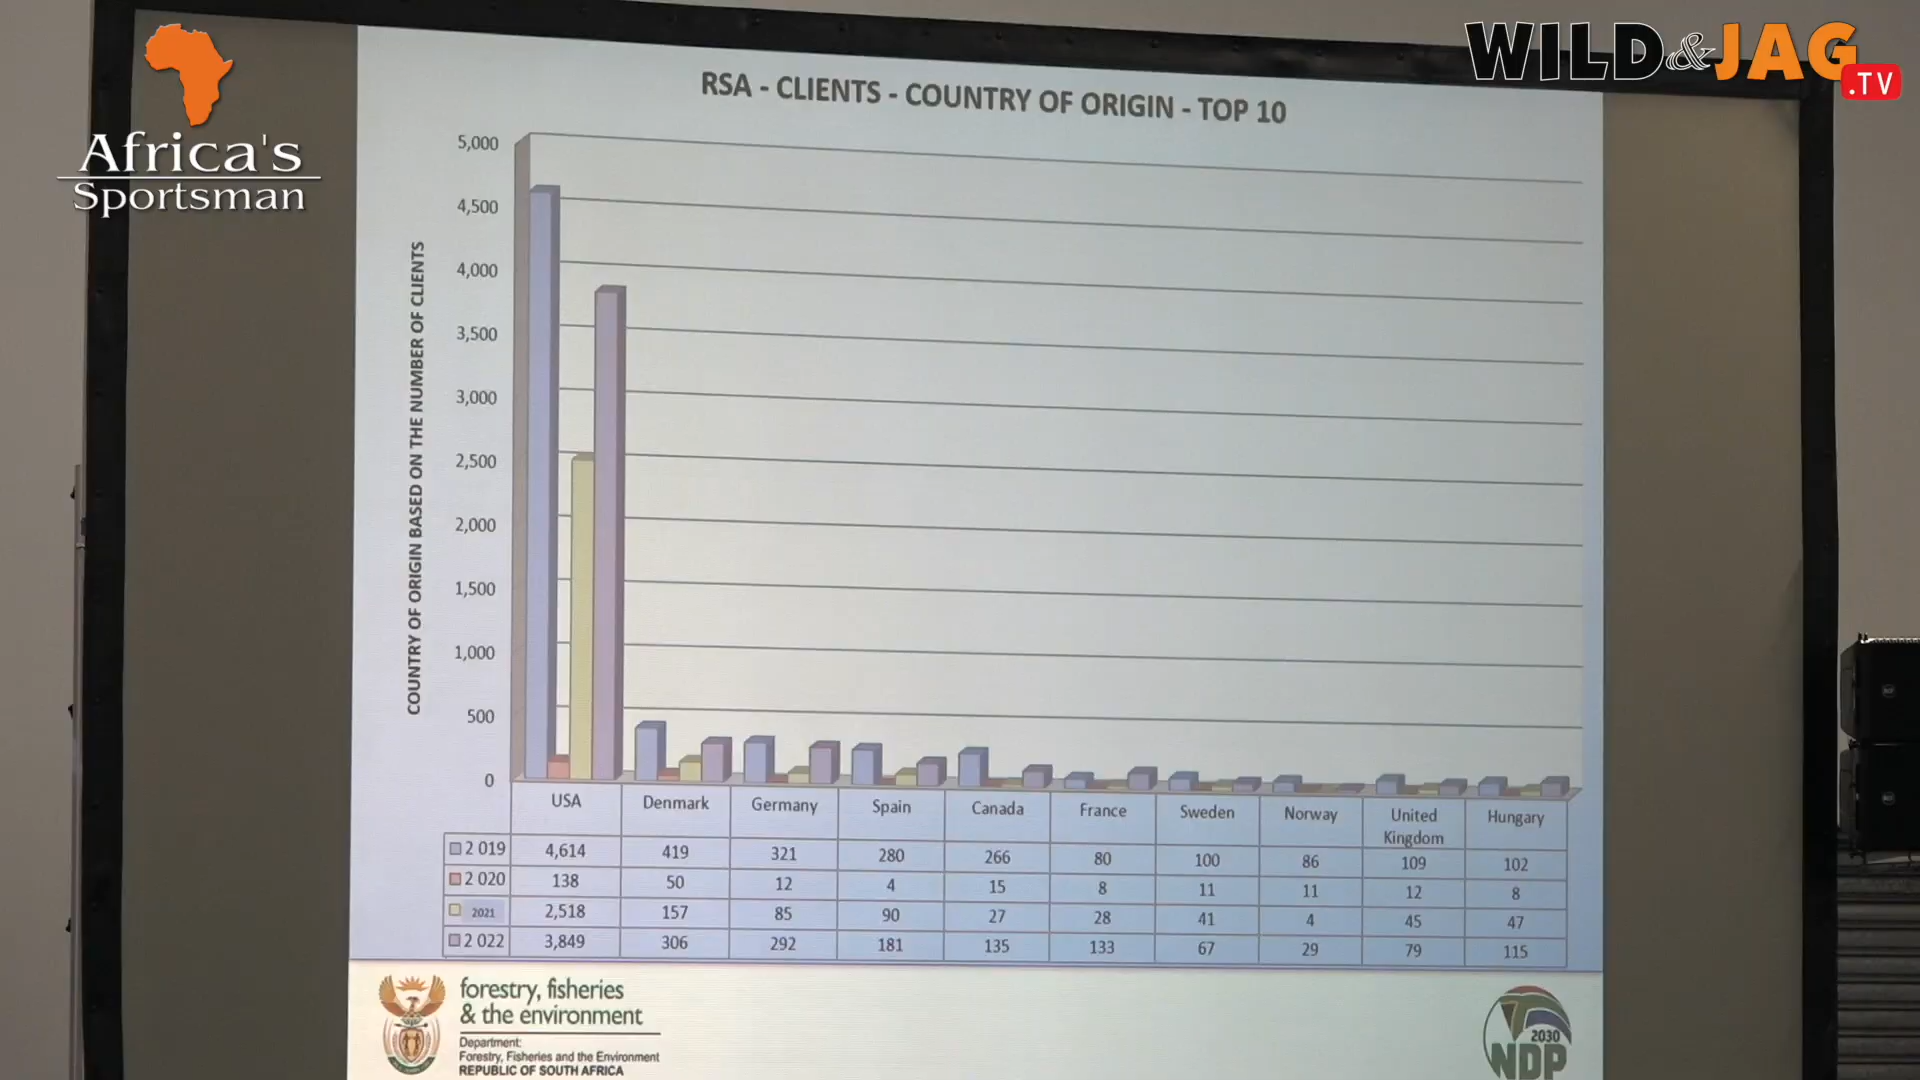 Africa's
Sportsman
WILD&JAG
.TV
RSA - CLIENTS - COUNTRY OF ORIGIN - TOP 10
COUNTRY OF ORIGIN BASED ON THE NUMBER OF CLIENTS
5,000
4,500
4,000
3,500
3,000
2,500
2,000
1,500
1,000
500
0
USA Denmark Germany Spain Canada France Sweden Norway United Kingdom Hungary
2 019 4,614 419 321 280 266 80 100 86 109 102
2 020 138 50 12 4 15 8 11 11 12 8
2021 2,518 157 85 90 27 28 41 4 45 47
2 022 3,849 306 292 181 135 133 67 29 79 115
forestry, fisheries
& the environment
Department:
Forestry, Fisheries and the Environment
REPUBLIC OF SOUTH AFRICA
2030
NDP